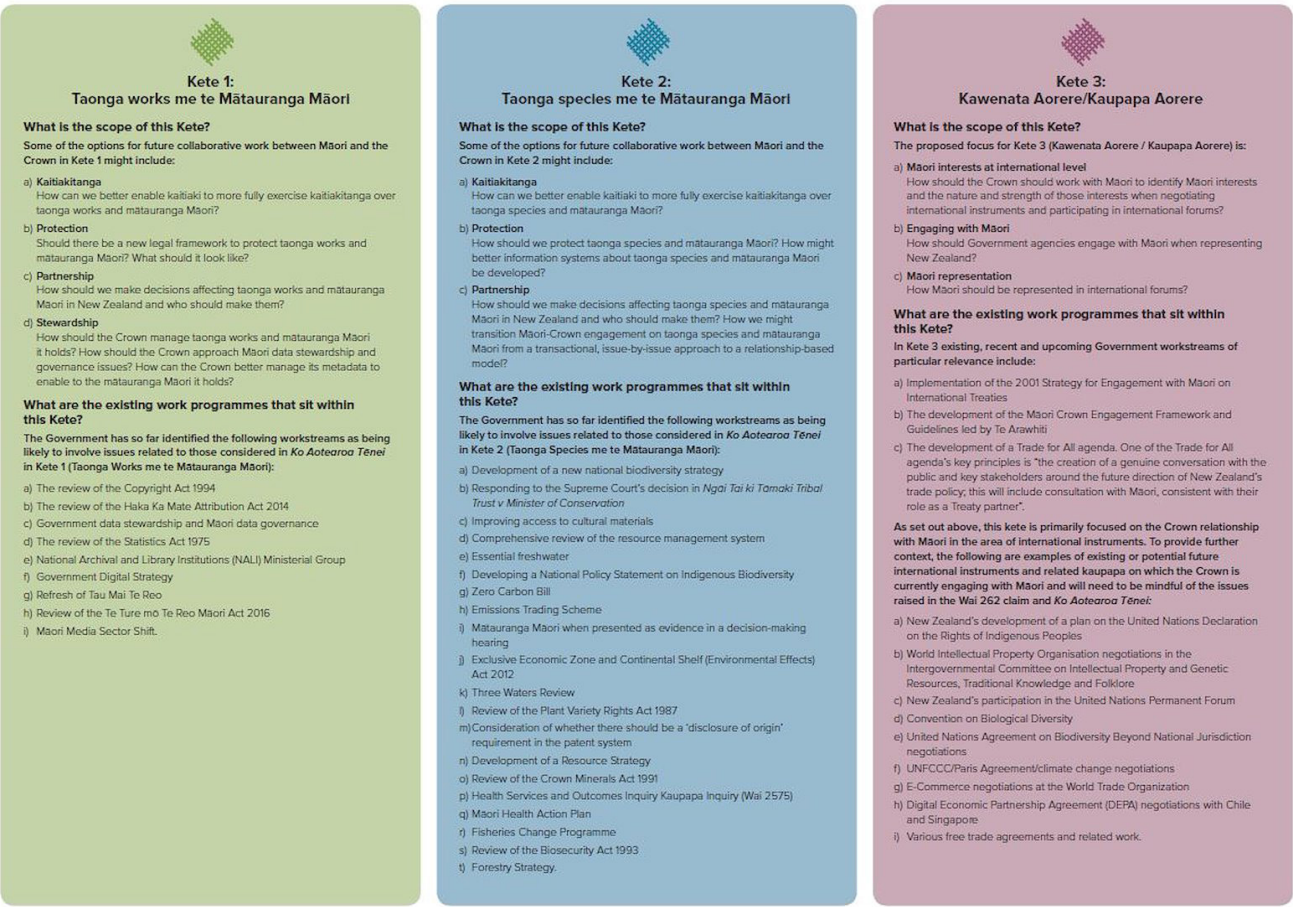 Kete 1:
Taonga works me te Mātauranga Māori
What is the scope of this Kete?
Some of the options for future collaborative work between Māori and the
Crown in Kete 1 might include:
a) Kaitiakitanga
How can we better enable kaitiaki to more fully exercise kaitiakitanga over
taonga works and mātauranga Māori?
b) Protection
Should there be a new legal framework to protect taonga works and
mātauranga Māori? What should it look like?
c) Partnership
How should we make decisions affecting taonga works and mātauranga
Māori in New Zealand and who should make them?
d) Stewardship
How should the Crown manage taonga works and mātauranga Māori
it holds? How should the Crown approach Māori data stewardship and
governance issues? How can the Crown better manage its metadata to
enable to the mātauranga Māori it holds?
What are the existing work programmes that sit within
this Kete?
The Government has so far identified the following workstreams as being
likely to involve issues related to those considered in Ko Aotearoa Tēnei
in Kete 1 (Taonga Works me te Mātauranga Māori):
a) The review of the Copyright Act 1994
b) The review of the Haka Ka Mate Attribution Act 2014
c) Government data stewardship and Māori data governance
d) The review of the Statistics Act 1975
e) National Archival and Library Institutions (NALI) Ministerial Group
f) Government Digital Strategy
g) Refresh of Tau Mai Te Reo
h) Review of the Te Ture mō Te Reo Māori Act 2016
i) Māori Media Sector Shift.
Kete 2:
Taonga species me te Mātauranga Māori
What is the scope of this Kete?
Some of the options for future collaborative work between Māori and the
Crown in Kete 2 might include:
a) Kaitiakitanga
How can we better enable kaitiaki to more fully exercise kaitiakitanga over
taonga species and mātauranga Māori?
b) Protection
How should we protect taonga species and mātauranga Māori? How might
better information systems about taonga species and mātauranga Māori
be developed?
c) Partnership
How should we make decisions affecting taonga species and mātauranga
Māori in New Zealand and who should make them? How we might
transition Māori-Crown engagement on taonga species and mātauranga
Māori from a transactional, issue-by-issue approach to a relationship-based
model?
What are the existing work programmes that sit within
this Kete?
The Government has so far identified the following workstreams as being
likely to involve issues related to those considered in Ko Aotearoa Tēnei
in Kete 2 (Taonga Species me te Mātauranga Māori):
a) Development of a new national biodiversity strategy
b) Responding to the Supreme Court's decision in Ngāi Tai ki Tāmaki Tribal
Trust v Minister of Conservation
c) Improving access to cultural materials
d) Comprehensive review of the resource management system
e) Essential freshwater
f) Developing a National Policy Statement on Indigenous Biodiversity
g) Zero Carbon Bill
h) Emissions Trading Scheme
i) Mātauranga Māori when presented as evidence in a decision-making
hearing
j) Exclusive Economic Zone and Continental Shelf (Environmental Effects)
Act 2012
k) Three Waters Review
l) Review of the Plant Variety Rights Act 1987
m)Consideration of whether there should be a 'disclosure of origin'
requirement in the patent system
n) Development of a Resource Strategy
o) Review of the Crown Minerals Act 1991
p) Health Services and Outcomes Inquiry Kaupapa Inquiry (Wai 2575)
q) Māori Health Action Plan
r) Fisheries Change Programme
s) Review of the Biosecurity Act 1993
t) Forestry Strategy.
Kete 3:
Kawenata Aorere/Kaupapa Aorere
What is the scope of this Kete?
The proposed focus for Kete 3 (Kawenata Aorere / Kaupapa Aorere) is:
a) Māori interests at international level
How should the Crown should work with Māori to identify Māori interests
and the nature and strength of those interests when negotiating
international instruments and participating in international forums?
b) Engaging with Māori
How should Government agencies engage with Māori when representing
New Zealand?
c) Māori representation
How Māori should be represented in international forums?
What are the existing work programmes that sit within
this Kete?
In Kete 3 existing, recent and upcoming Government workstreams of
particular relevance include:
a) Implementation of the 2001 Strategy for Engagement with Māori on
International Treaties
b) The development of the Māori Crown Engagement Framework and
Guidelines led by Te Arawhiti
c) The development of a Trade for All agenda. One of the Trade for All
agenda's key principles is "the creation of a genuine conversation with the
public and key stakeholders around the future direction of New Zealand's
trade policy; this will include consultation with Māori, consistent with their
role as a Treaty partner".
As set out above, this kete is primarily focused on the Crown relationship
with Māori in the area of international instruments. To provide further
context, the following are examples of existing or potential future
international instruments and related kaupapa on which the Crown is
currently engaging with Māori and will need to be mindful of the issues
raised in the Wai 262 claim and Ko Aotearoa Tēnei:
a) New Zealand's development of a plan on the United Nations Declaration
on the Rights of Indigenous Peoples
b) World Intellectual Property Organisation negotiations in the
Intergovernmental Committee on Intellectual Property and Genetic
Resources, Traditional Knowledge and Folklore
c) New Zealand's participation in the United Nations Permanent Forum
d) Convention on Biological Diversity
e) United Nations Agreement on Biodiversity Beyond National Jurisdiction
negotiations
f) UNFCCC/Paris Agreement/climate change negotiations
g) E-Commerce negotiations at the World Trade Organization
h) Digital Economic Partnership Agreement (DEPA) negotiations with Chile
and Singapore
i) Various free trade agreements and related work.